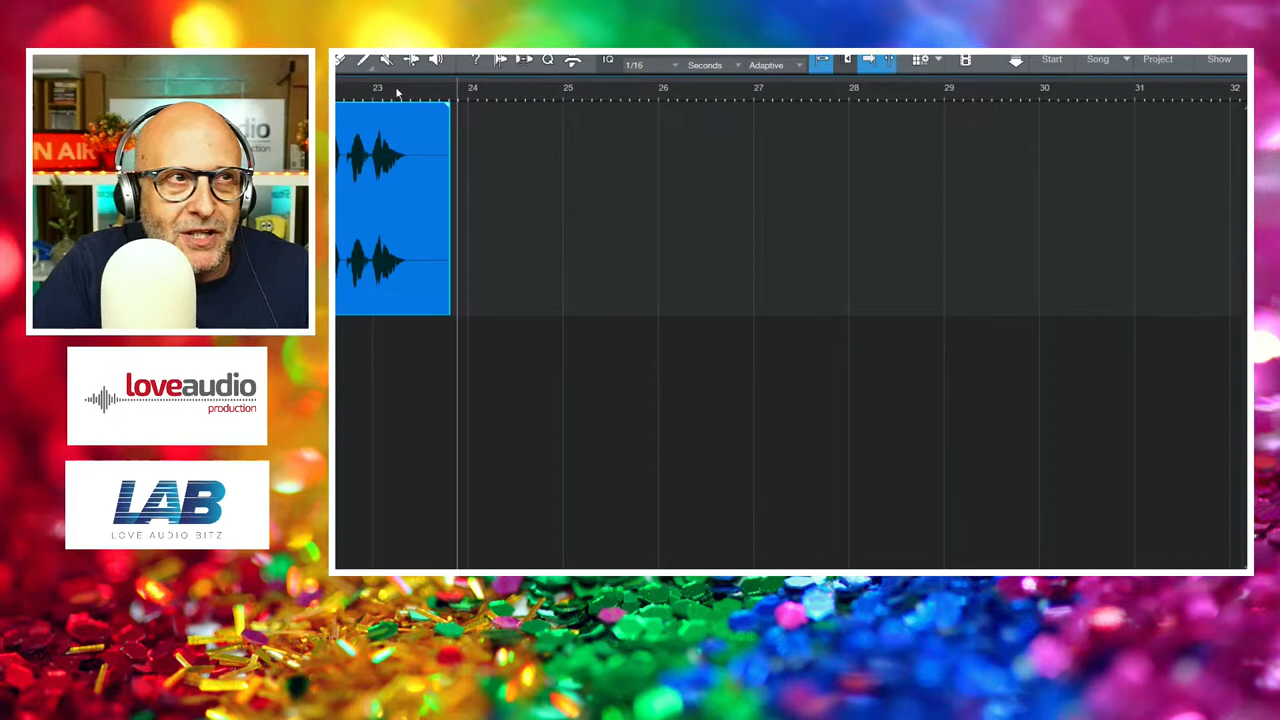 IQ 1/16 Seconds Adaptive Start Song Project Show
23 24 25 26 27 28 29 30 31 32
N AIR
dio
loveaudio
production
LAB
LOVE AUDIO BITZ